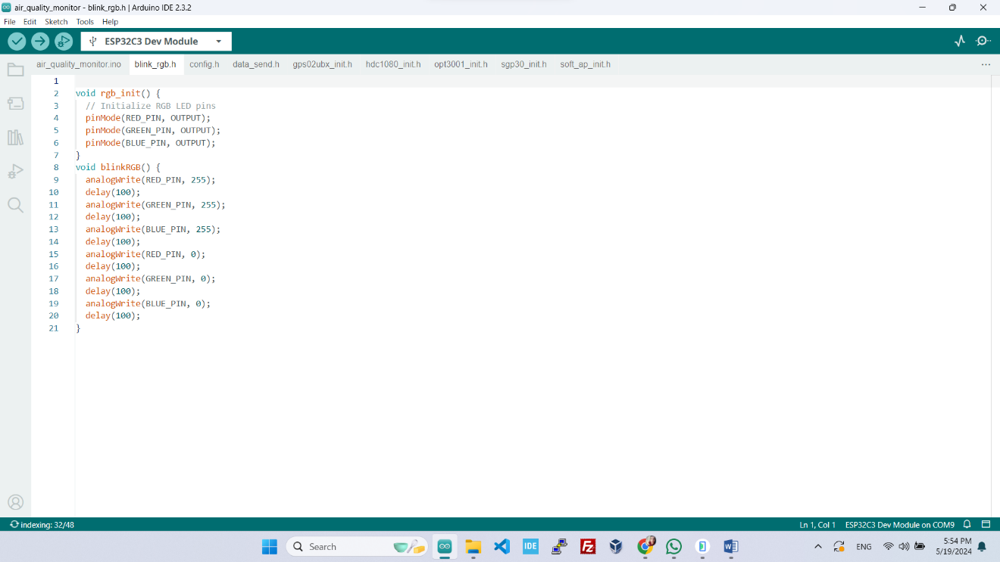 air_quality_monitor - blink_rgb.h | Arduino IDE 2.3.2
File Edit Sketch Tools Help
ESP32C3 Dev Module
air_quality_monitor.ino blink_rgb.h config.h data_send.h gps02ubx_init.h hdc1080_init.h opt3001_init.h sgp30_init.h soft_ap_init.h
1
2 void rgb_init() {
3 // Initialize RGB LED pins
4 pinMode(RED_PIN, OUTPUT);
5 pinMode(GREEN_PIN, OUTPUT);
6 pinMode(BLUE_PIN, OUTPUT);
7 }
8 void blinkRGB() {
9 analogWrite(RED_PIN, 255);
10 delay(100);
11 analogWrite(GREEN_PIN, 255);
12 delay(100);
13 analogWrite(BLUE_PIN, 255);
14 delay(100);
15 analogWrite(RED_PIN, 0);
16 delay(100);
17 analogWrite(GREEN_PIN, 0);
18 delay(100);
19 analogWrite(BLUE_PIN, 0);
20 delay(100);
21 }
indexing: 32/48 Ln 1, Col 1 ESP32C3 Dev Module on COM9
Search IDE Fz W ENG 5:54 PM
5/19/2024